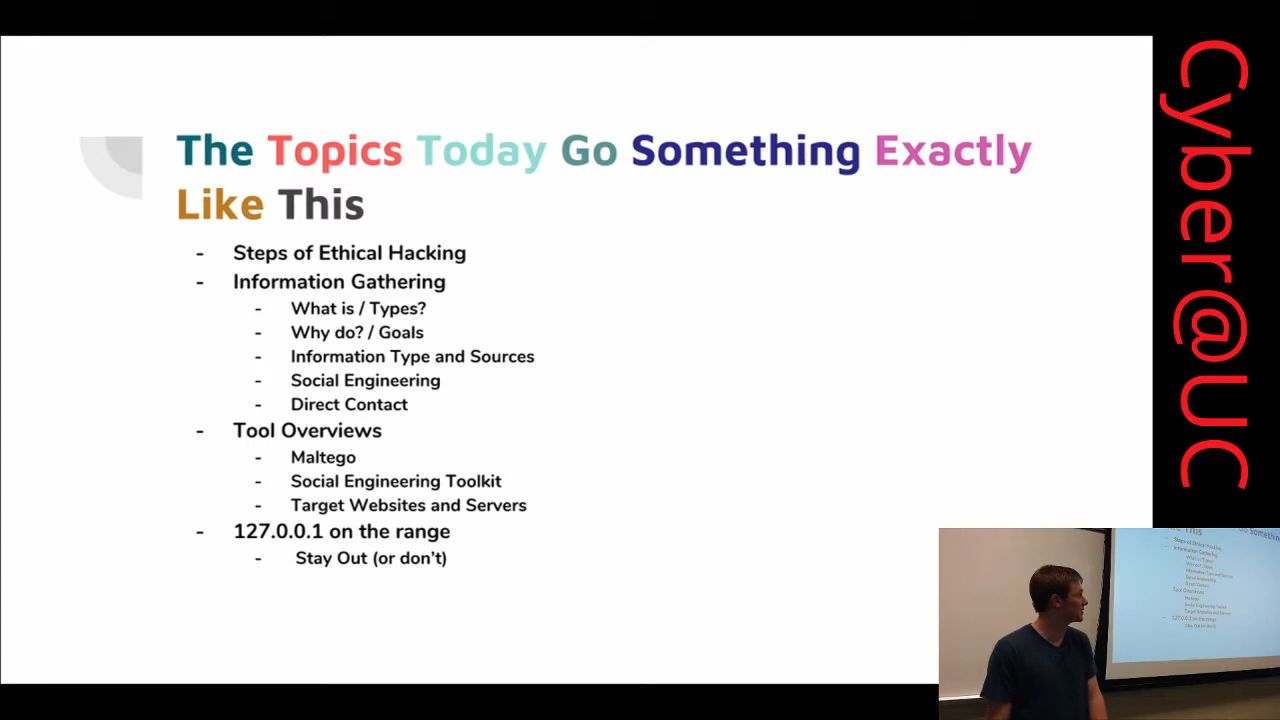 The Topics Today Go Something Exactly
Like This
- Steps of Ethical Hacking
- Information Gathering
- What is / Types?
- Why do? / Goals
- Information Type and Sources
- Social Engineering
- Direct Contact
- Tool Overviews
- Maltego
- Social Engineering Toolkit
- Target Websites and Servers
- 127.0.0.1 on the range
- Stay Out (or don't)
Cyber@UC